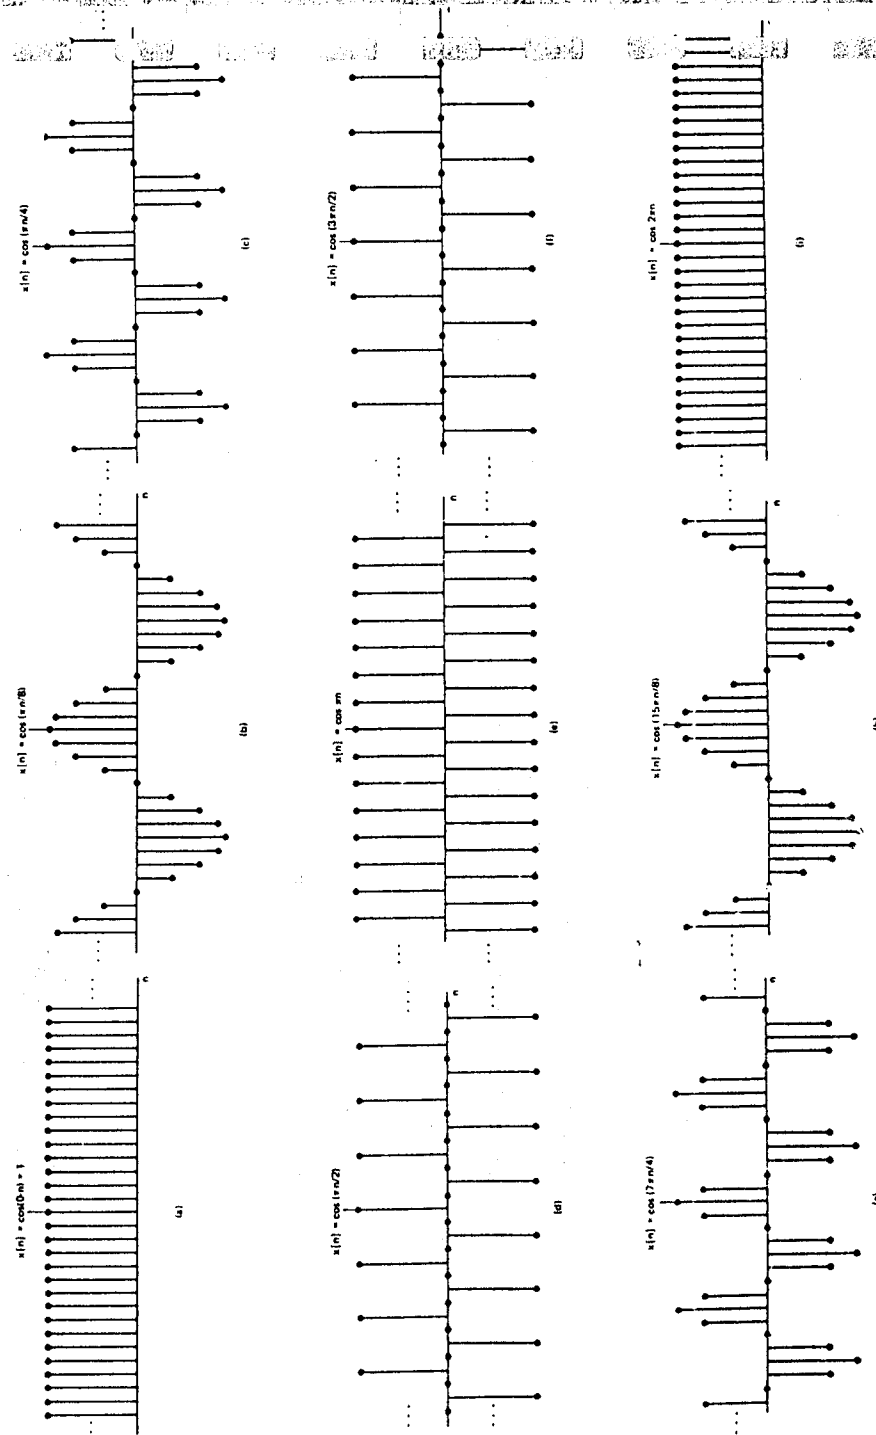 x[n] = cos(0·n) = 1
n
(a)
x[n] = cos (πn/8)
n
(b)
x[n] = cos (πn/4)
(c)
x[n] = cos (πn/2)
n
(d)
x[n] = cos πn
n
(e)
x[n] = cos (3πn/2)
(f)
x[n] = cos (7πn/4)
n
x[n] = cos (15πn/8)
n
x[n] = cos 2πn
(i)